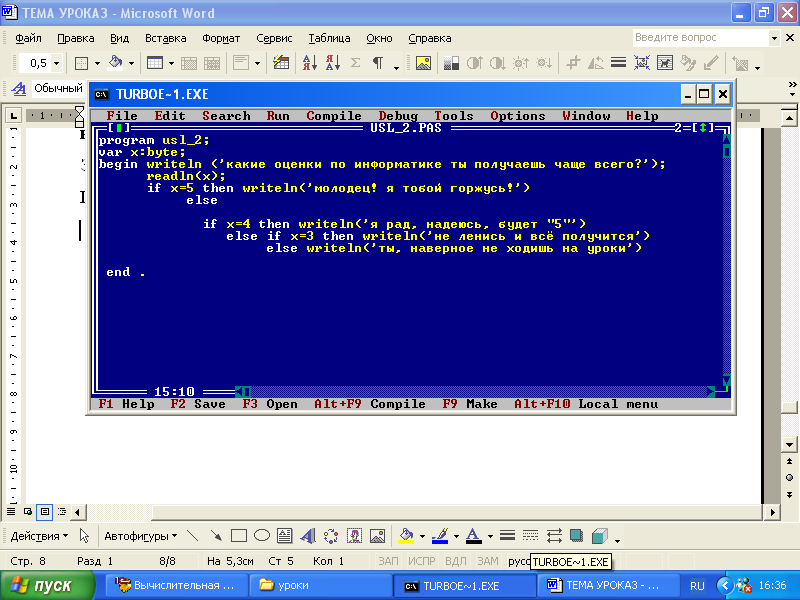 ТЕМА УРОКА3 - Microsoft Word
Файл Правка Вид Вставка Формат Сервис Таблица Окно Справка
Введите вопрос
0,5
Обычный
TURBOE~1.EXE
File Edit Search Run Compile Debug Tools Options Window Help
USL_2.PAS 2
program usl_2;
var x:byte;
begin writeln ('какие оценки по информатике ты получаешь чаще всего?');
readln(x);
if x=5 then writeln('молодец! я тобой горжусь!')
else
if x=4 then writeln('я рад, надеюсь, будет "5"')
else if x=3 then writeln('не ленись и всё получится')
else writeln('ты, наверное не ходишь на уроки')
end .
15:10
F1 Help F2 Save F3 Open Alt+F9 Compile F9 Make Alt+F10 Local menu
Действия Автофигуры
Стр. 8 Разд 1 8/8 На 5,3см Ст 5 Кол 1 ЗАП ИСПР ВДЛ ЗАМ русс
TURBOE~1.EXE
пуск Вычислительная ... уроки TURBOE~1.EXE ТЕМА УРОКА3 - ... RU 16:36